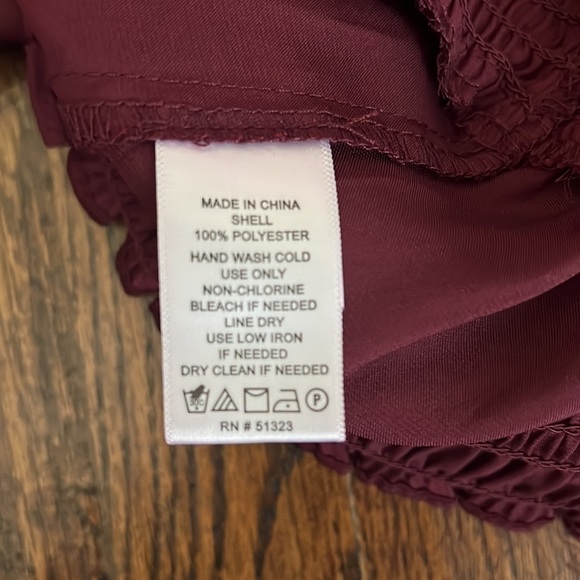 MADE IN CHINA
SHELL
100% POLYESTER
HAND WASH COLD
USE ONLY
NON-CHLORINE
BLEACH IF NEEDED
LINE DRY
USE LOW IRON
IF NEEDED
DRY CLEAN IF NEEDED
30C P
RN # 51323